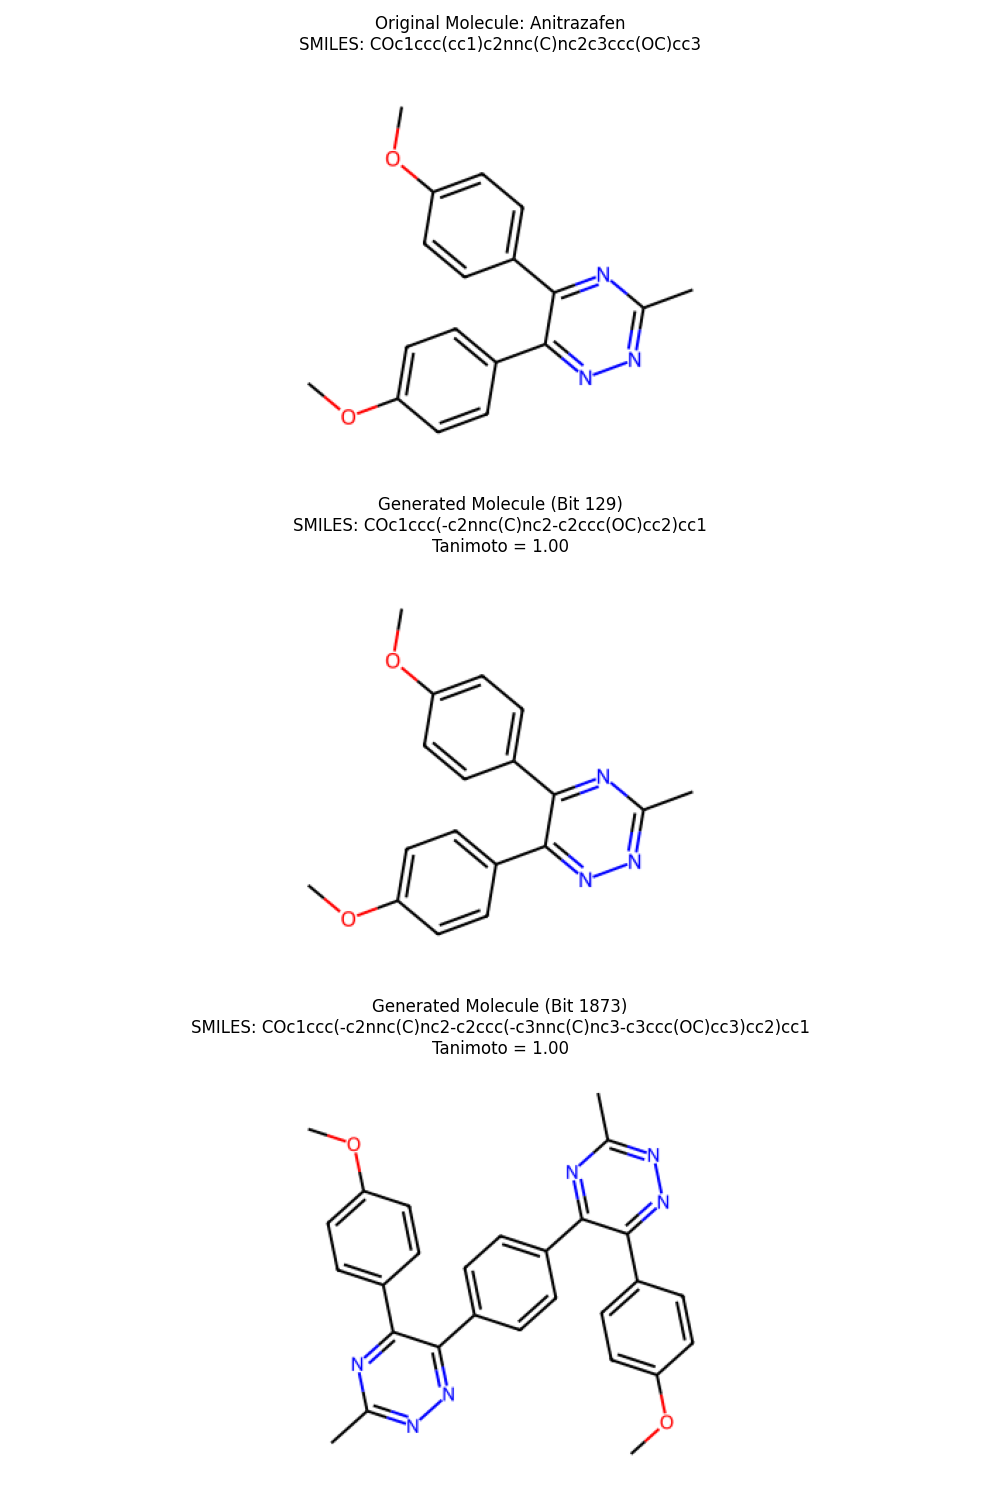 Original Molecule: Anitrazafen
SMILES: COc1ccc(cc1)c2nnc(C)nc2c3ccc(OC)cc3
O
N
N
N
O
Generated Molecule (Bit 129)
SMILES: COc1ccc(-c2nnc(C)nc2-c2ccc(OC)cc2)cc1
Tanimoto = 1.00
O
N
N
N
O
Generated Molecule (Bit 1873)
SMILES: COc1ccc(-c2nnc(C)nc2-c2ccc(-c3nnc(C)nc3-c3ccc(OC)cc3)cc2)cc1
Tanimoto = 1.00
O
N
N
N
N
N
N
O